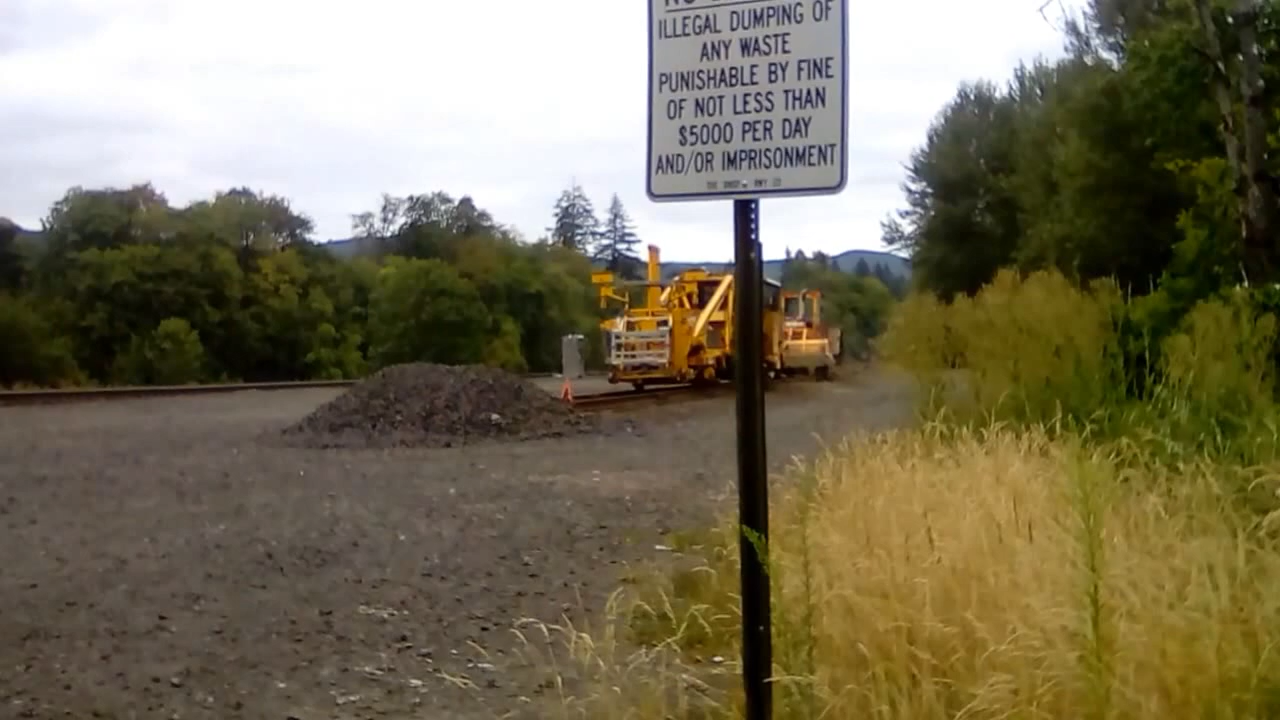 ILLEGAL DUMPING OF
ANY WASTE
PUNISHABLE BY FINE
OF NOT LESS THAN
$5000 PER DAY
AND/OR IMPRISONMENT